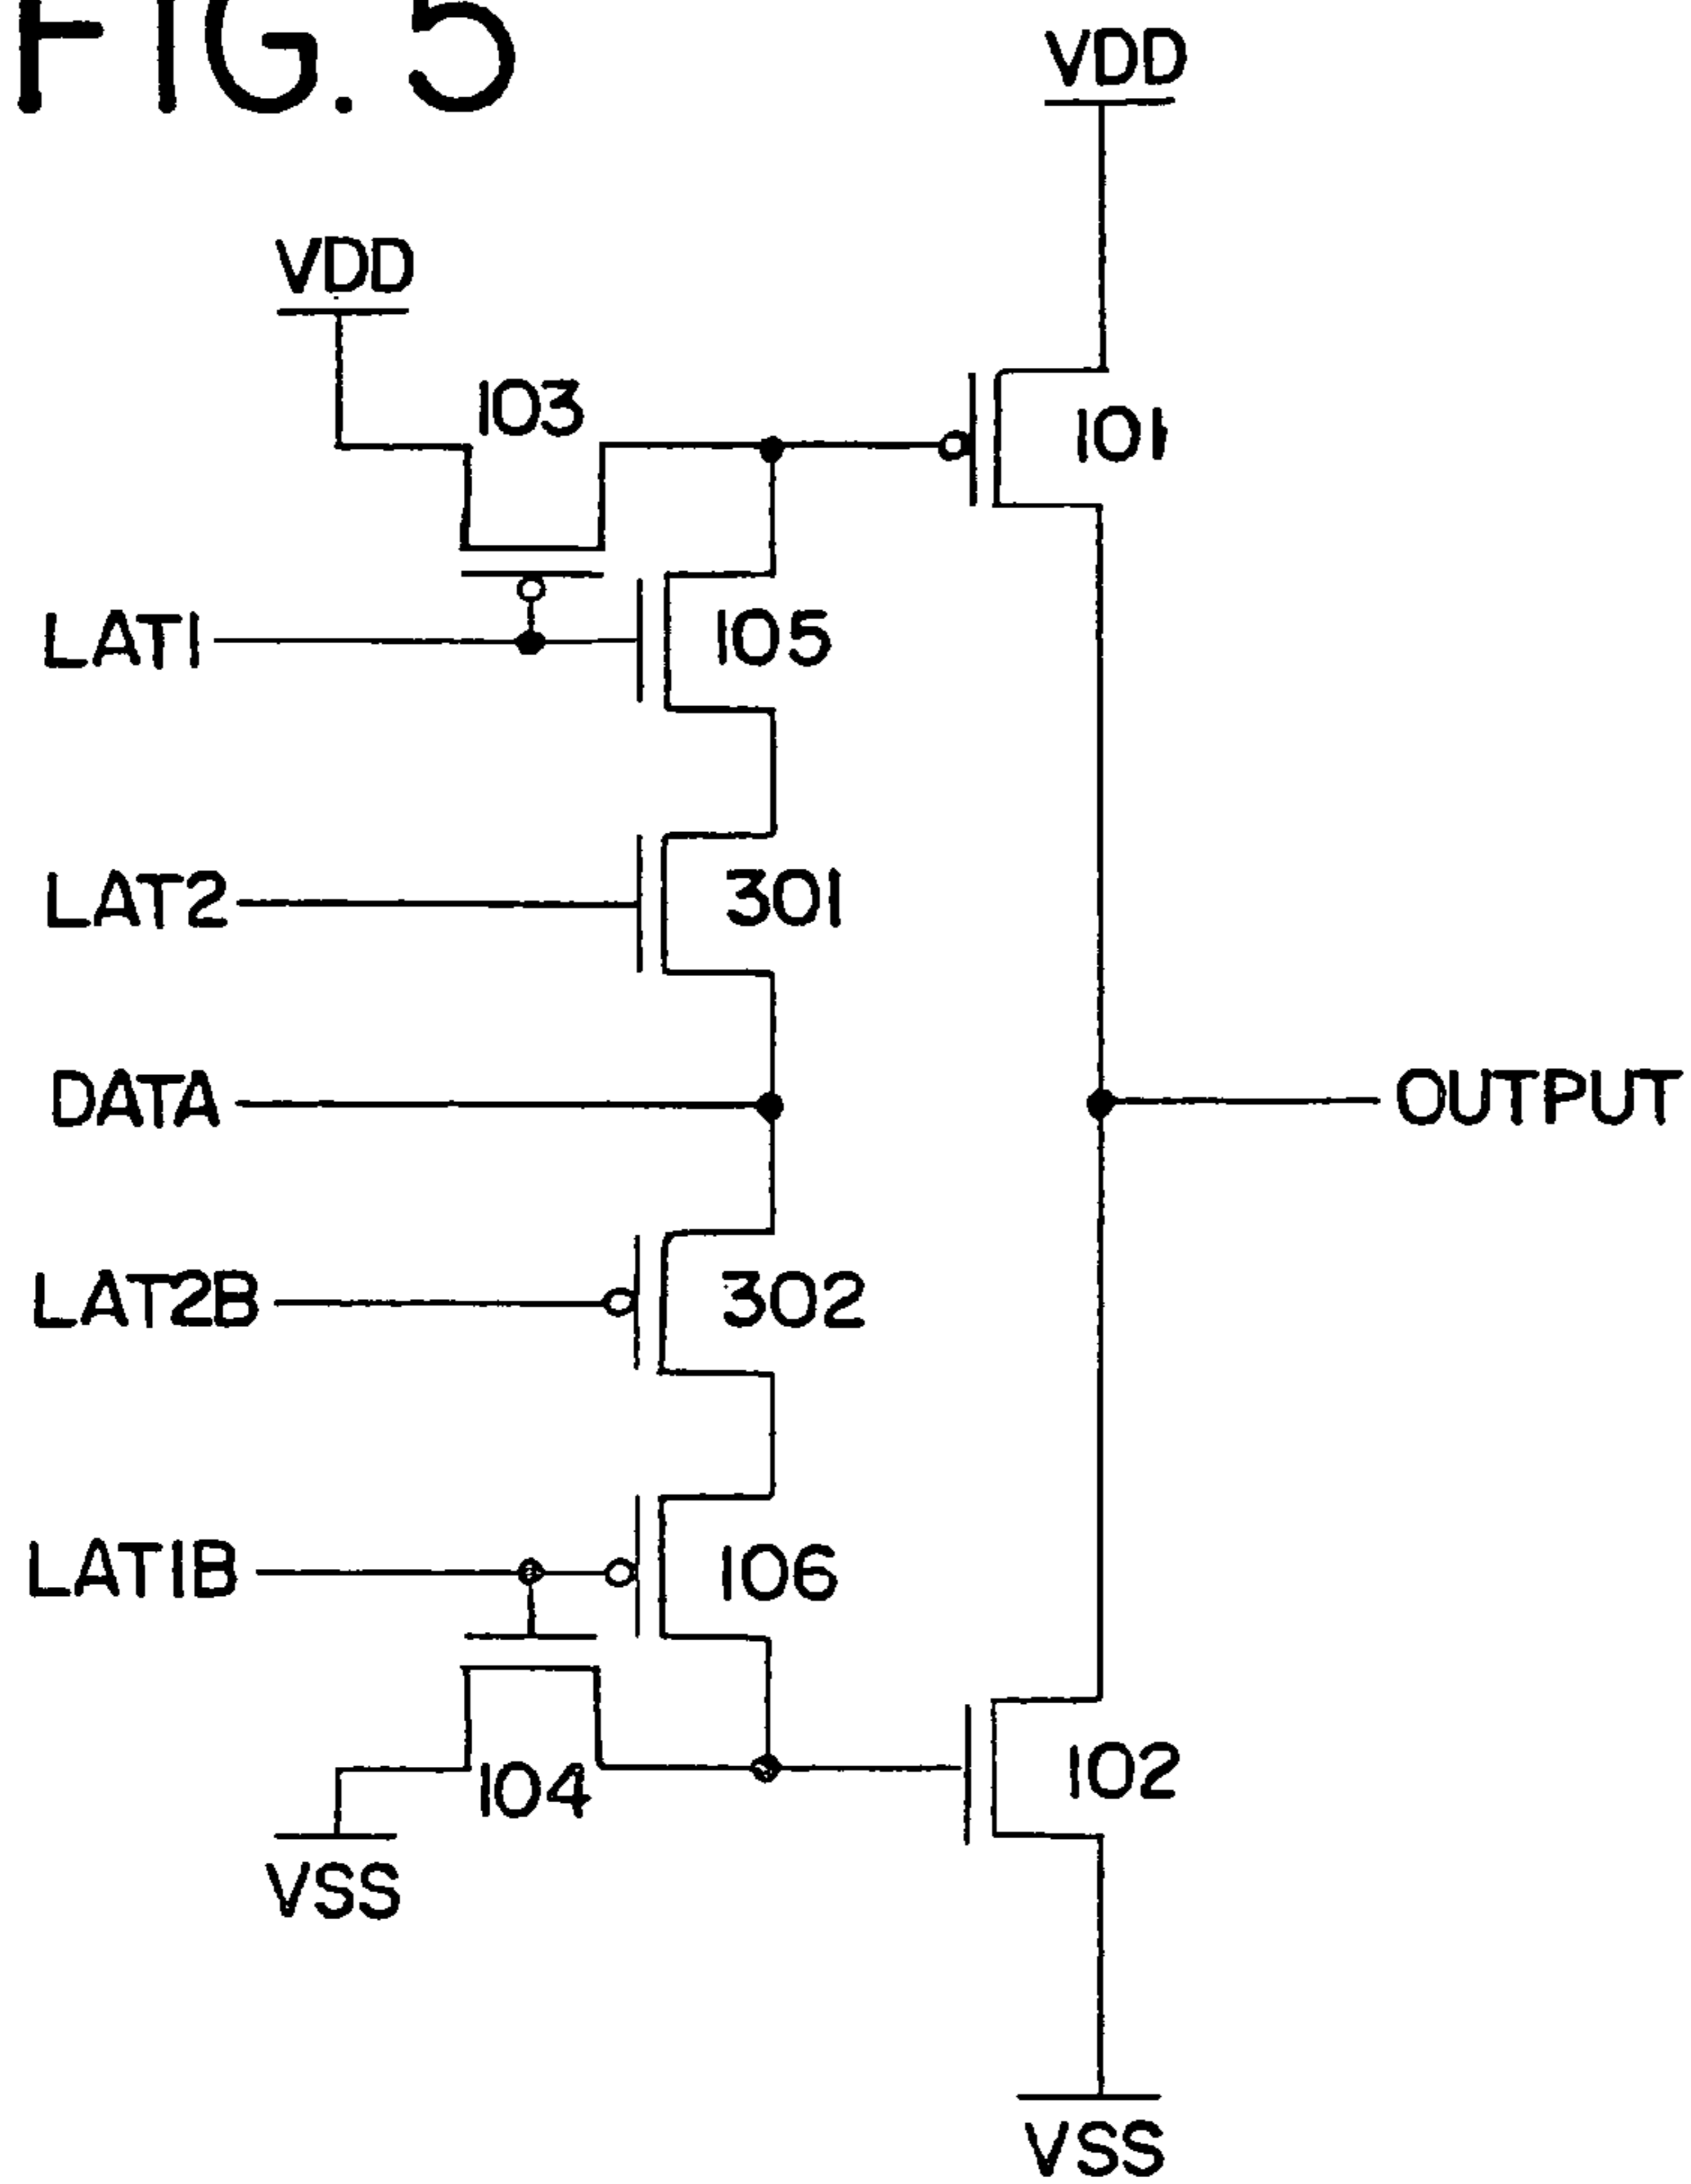 FIG. 5
VDD
VDD
103
101
LAT1
105
LAT2
301
DATA
OUTPUT
LAT2B
302
LAT1B
106
104
102
VSS
VSS